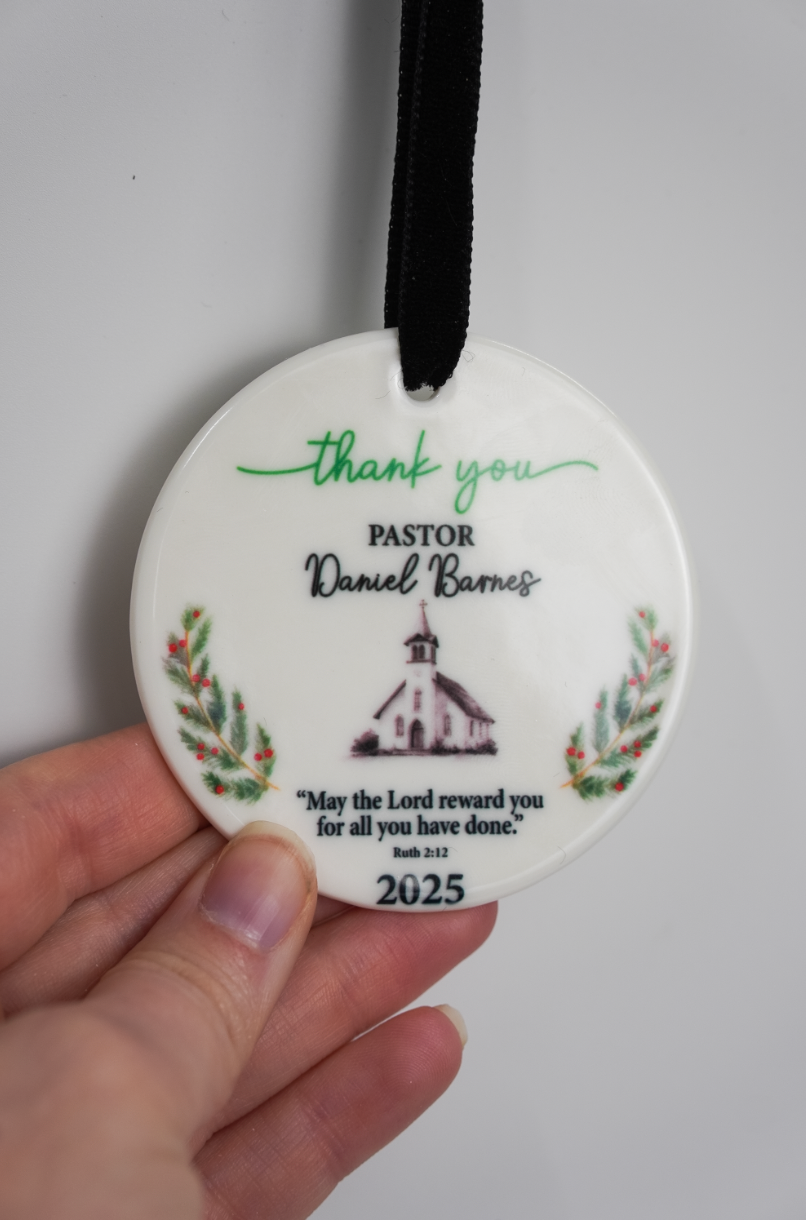 thank you
PASTOR
Daniel Barnes
“May the Lord reward you
for all you have done.”
Ruth 2:12
2025